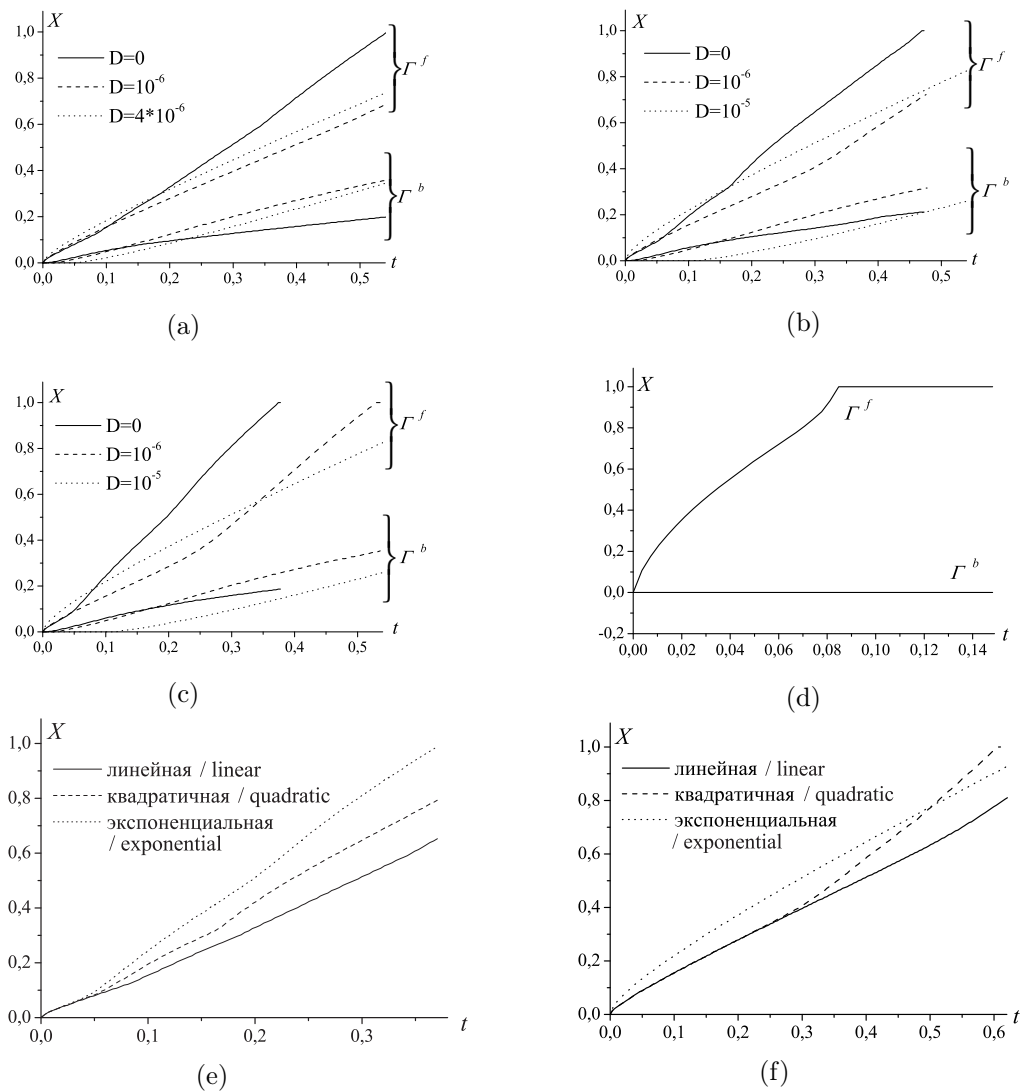 X
1,0
0,8
0,6
0,4
0,2
0,0
0,0 0,1 0,2 0,3 0,4 0,5
t
D=0
D=10-6
D=4*10-6
Γ f
Γ b
(a)
X
1,0
0,8
0,6
0,4
0,2
0,0
0,0 0,1 0,2 0,3 0,4 0,5
t
D=0
D=10-6
D=10-5
Γ f
Γ b
(b)
X
1,0
0,8
0,6
0,4
0,2
0,0
0,0 0,1 0,2 0,3 0,4 0,5
t
D=0
D=10-6
D=10-5
Γ f
Γ b
(c)
X
1,0
0,8
0,6
0,4
0,2
0,0
-0,2
0,00 0,02 0,04 0,06 0,08 0,10 0,12 0,14
t
Γ f
Γ b
(d)
X
1,0
0,8
0,6
0,4
0,2
0,0
0,0 0,1 0,2 0,3
t
линейная / linear
квадратичная / quadratic
экспоненциальная
/ exponential
(e)
X
1,0
0,8
0,6
0,4
0,2
0,0
0,0 0,1 0,2 0,3 0,4 0,5 0,6
t
линейная / linear
квадратичная / quadratic
экспоненциальная
/ exponential
(f)